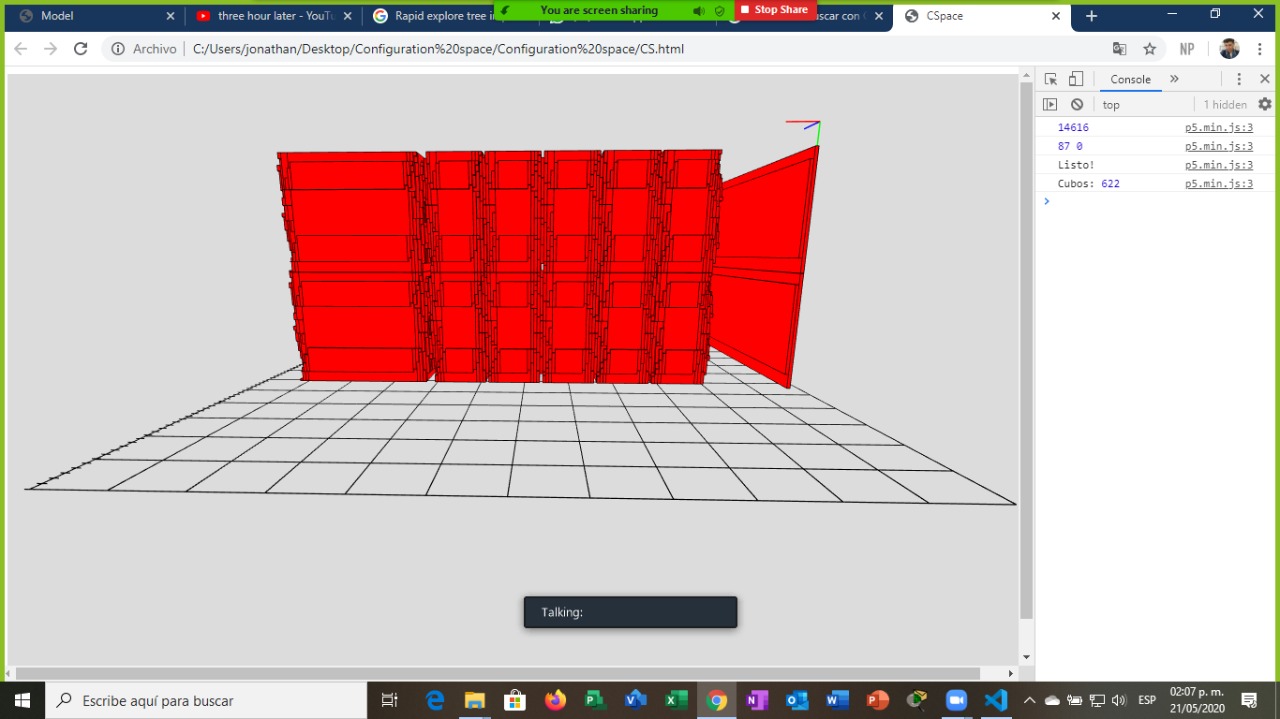 Model
three hour later - YouTu
Rapid explore tree i
You are screen sharing
Stop Share
uscar con
CSpace
Archivo
C:/Users/jonathan/Desktop/Configuration%20space/Configuration%20space/CS.html
NP
Console
top
1 hidden
14616 p5.min.js:3
87 0 p5.min.js:3
Listo! p5.min.js:3
Cubos: 622 p5.min.js:3
Talking:
Escribe aquí para buscar
ESP
02:07 p. m.
21/05/2020